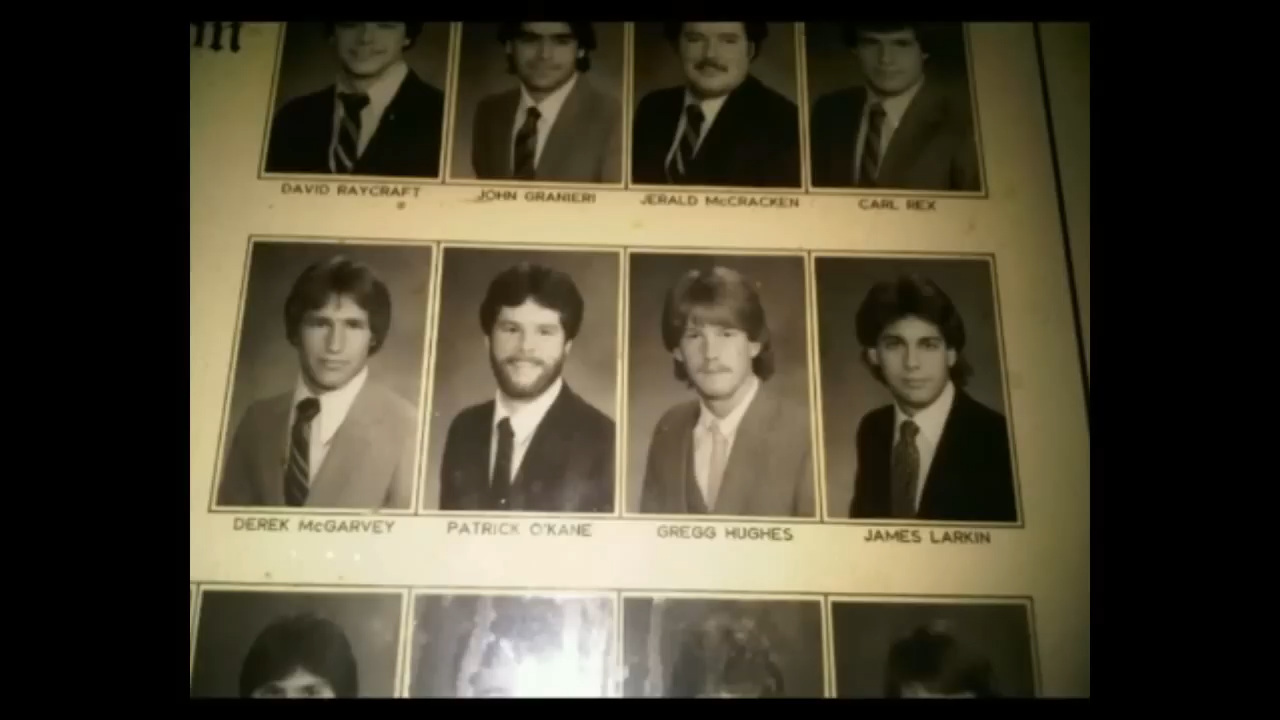 DAVID RAYCRAFT
JOHN GRANIERI
JERALD McCRACKEN
CARL REX
DEREK McGARVEY
PATRICK O'KANE
GREGG HUGHES
JAMES LARKIN